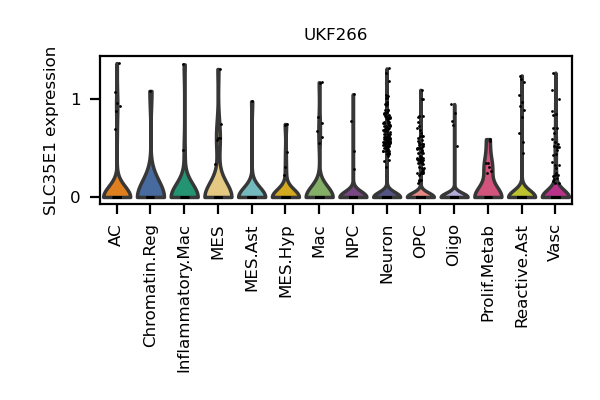 UKF266
SLC35E1 expression
1
0
AC
Chromatin.Reg
Inflammatory.Mac
MES
MES.Ast
MES.Hyp
Mac
NPC
Neuron
OPC
Oligo
Prolif.Metab
Reactive.Ast
Vasc